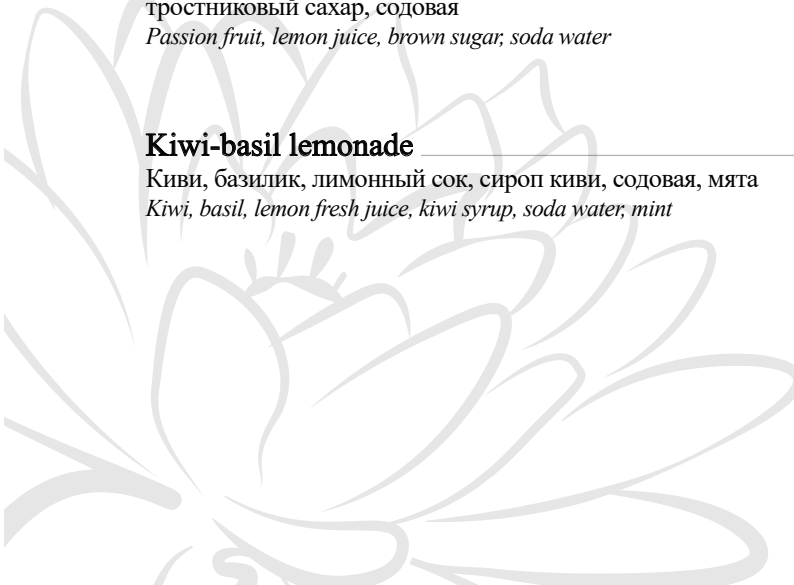 тростниковый сахар, содовая
Passion fruit, lemon juice, brown sugar, soda water
Kiwi-basil lemonade
Киви, базилик, лимонный сок, сироп киви, содовая, мята
Kiwi, basil, lemon fresh juice, kiwi syrup, soda water, mint